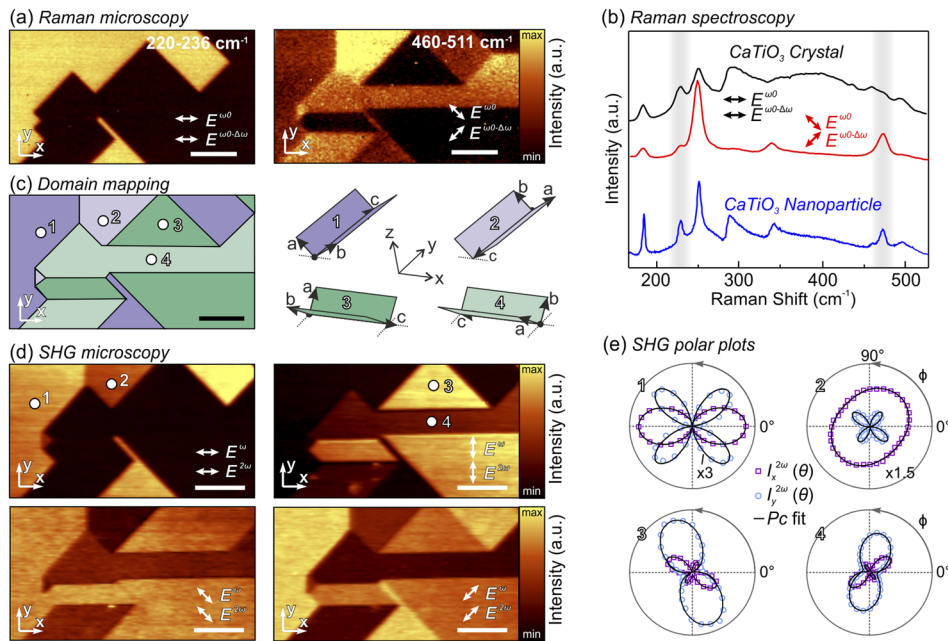 (a) Raman microscopy
220-236 cm⁻¹
y
x
E^ω0
E^ω0-Δω
460-511 cm⁻¹
y
x
E^ω0
E^ω0-Δω
max
Intensity (a.u.)
min
(b) Raman spectroscopy
CaTiO₃ Crystal
E^ω0
E^ω0-Δω
E^ω0
E^ω0-Δω
CaTiO₃ Nanoparticle
Intensity (a.u.)
200 300 400 500
Raman Shift (cm⁻¹)
(c) Domain mapping
1
2
3
4
y
x
1
a
b
c
z
y
x
2
b
a
c
3
b
a
c
4
c
a
b
(d) SHG microscopy
1
2
y
x
E^ω
E^2ω
3
4
y
x
E^ω
E^2ω
max
Intensity (a.u.)
min
y
x
E^ω
E^2ω
y
x
E^ω
E^2ω
max
Intensity (a.u.)
min
(e) SHG polar plots
1
0°
x3
90°
ϕ
2
0°
x1.5
I_x^2ω (θ)
I_y^2ω (θ)
Pc fit
3
0°
4
ϕ
0°